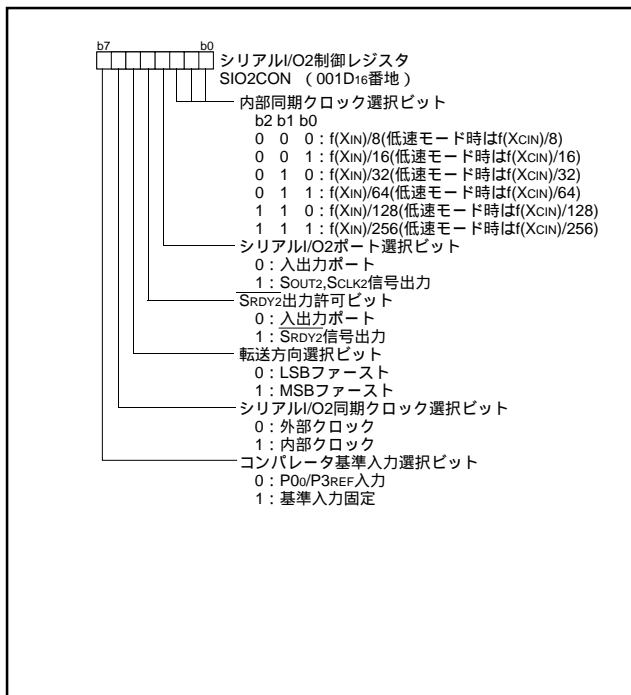 b7 b0
シリアルI/O2制御レジスタ
SIO2CON （001D16番地）
内部同期クロック選択ビット
b2 b1 b0
0 0 0：f(XIN)/8(低速モード時はf(XCIN)/8)
0 0 1：f(XIN)/16(低速モード時はf(XCIN)/16)
0 1 0：f(XIN)/32(低速モード時はf(XCIN)/32)
0 1 1：f(XIN)/64(低速モード時はf(XCIN)/64)
1 1 0：f(XIN)/128(低速モード時はf(XCIN)/128)
1 1 1：f(XIN)/256(低速モード時はf(XCIN)/256)
シリアルI/O2ポート選択ビット
0：入出力ポート
1：SOUT2,SCLK2信号出力
SRDY2出力許可ビット
0：入出力ポート
1：SRDY2信号出力
転送方向選択ビット
0：LSBファースト
1：MSBファースト
シリアルI/O2同期クロック選択ビット
0：外部クロック
1：内部クロック
コンパレータ基準入力選択ビット
0：P00/P3REF入力
1：基準入力固定